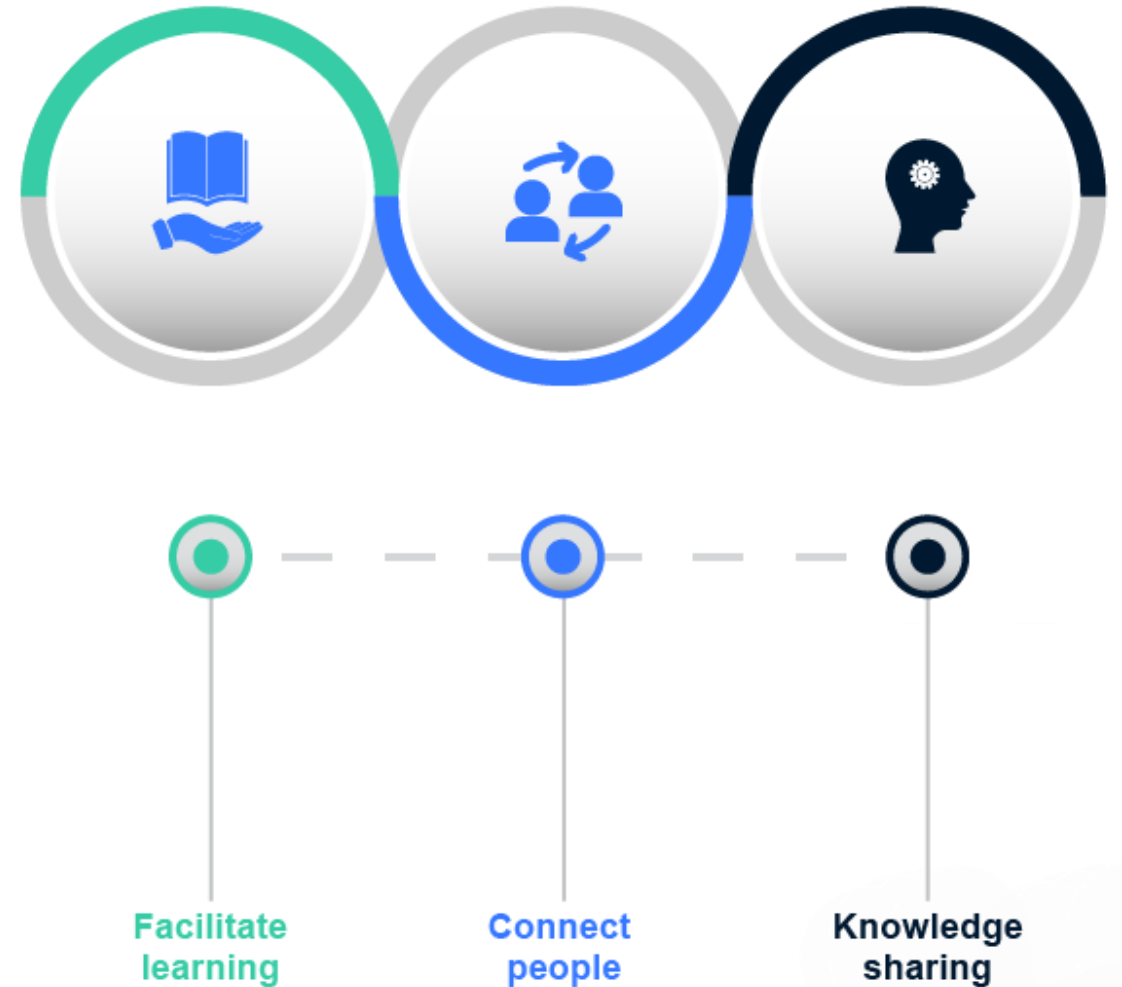 Facilitate
learning
Connect
people
Knowledge
sharing